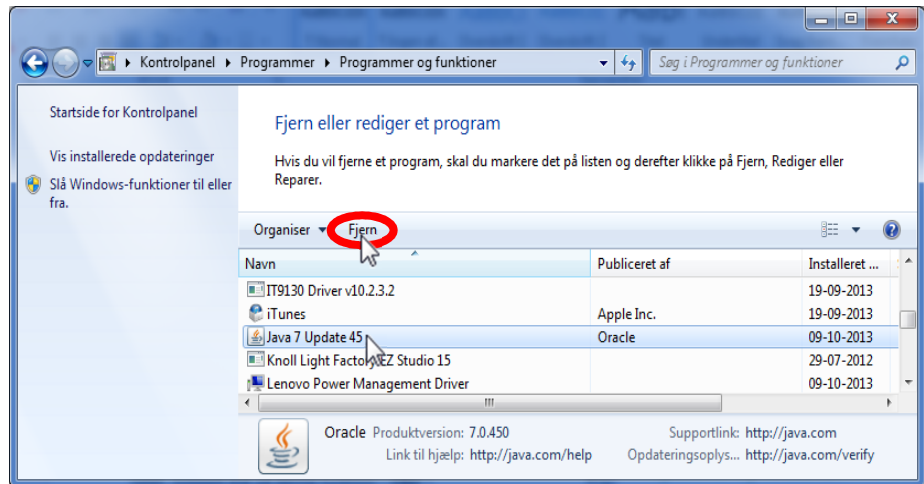 Kontrolpanel Programmer Programmer og funktioner Søg i Programmer og funktioner
Startside for Kontrolpanel
Vis installerede opdateringer
Slå Windows-funktioner til eller
fra.
Fjern eller rediger et program
Hvis du vil fjerne et program, skal du markere det på listen og derefter klikke på Fjern, Rediger eller
Reparer.
Organiser Fjern
Navn Publiceret af Installeret ...
IT9130 Driver v10.2.3.2 19-09-2013
iTunes Apple Inc. 19-09-2013
Java 7 Update 45 Oracle 09-10-2013
Knoll Light Factory EZ Studio 15 29-07-2012
Lenovo Power Management Driver 09-10-2013
Oracle Produktversion: 7.0.450 Supportlink: http://java.com
Link til hjælp: http://java.com/help Opdateringsoplys... http://java.com/verify